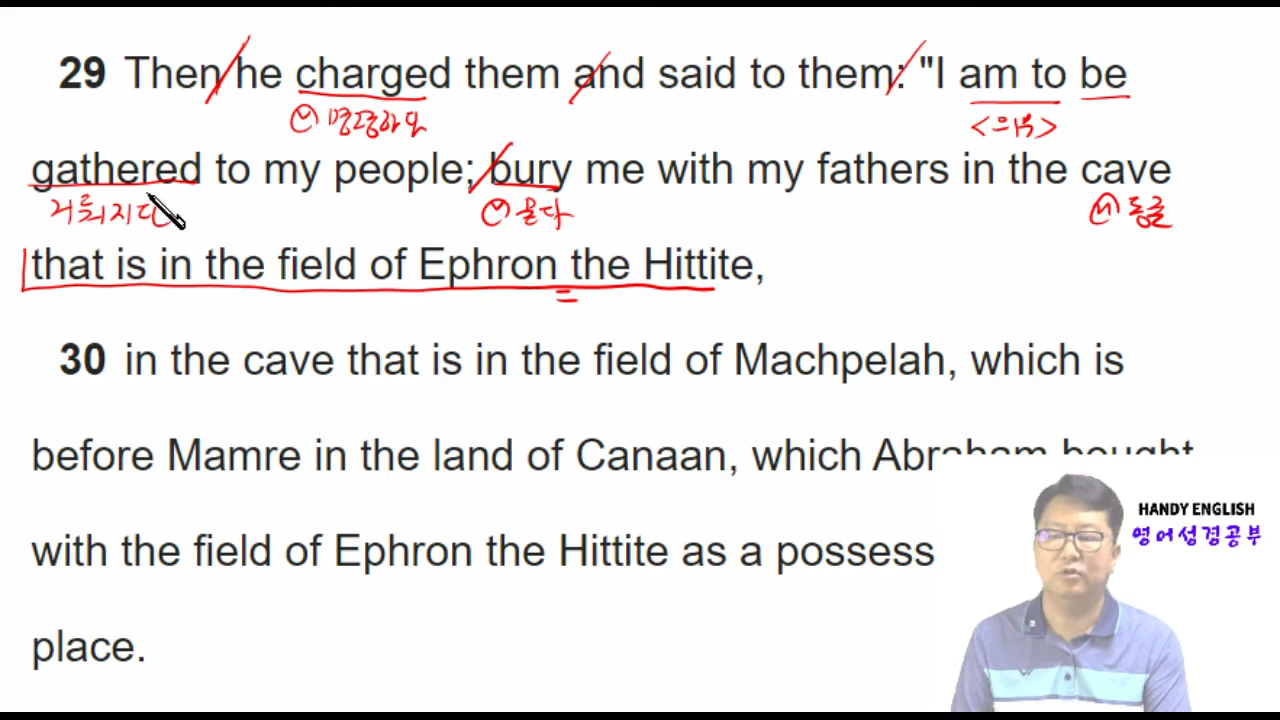 29 Then he charged them and said to them: "I am to be
ⓥ 명령하다
<의무>
gathered to my people; bury me with my fathers in the cave
거두어지다
ⓥ 묻다
ⓝ 동굴
that is in the field of Ephron the Hittite,
30 in the cave that is in the field of Machpelah, which is
before Mamre in the land of Canaan, which Abraham bought
HANDY ENGLISH
영어성경공부
with the field of Ephron the Hittite as a possess
place.